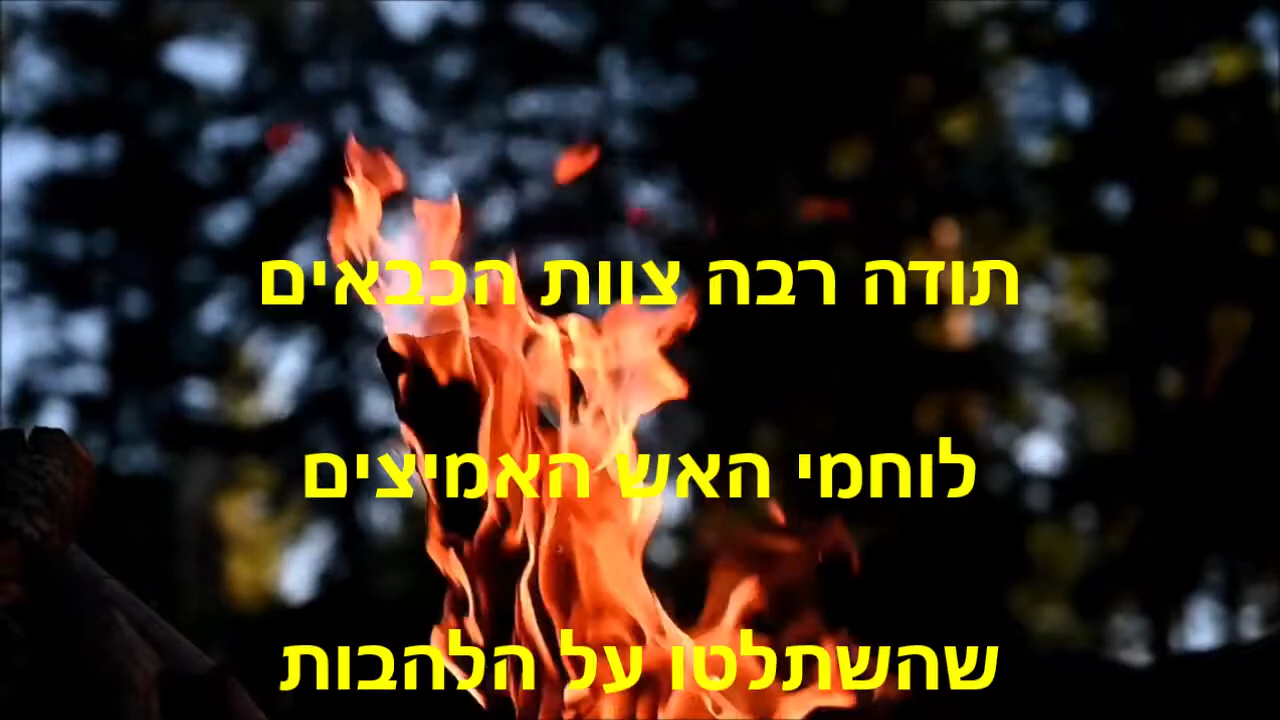 תודה רבה צוות הכבאים
לוחמי האש האמיצים
שהשתלטו על הלהבות